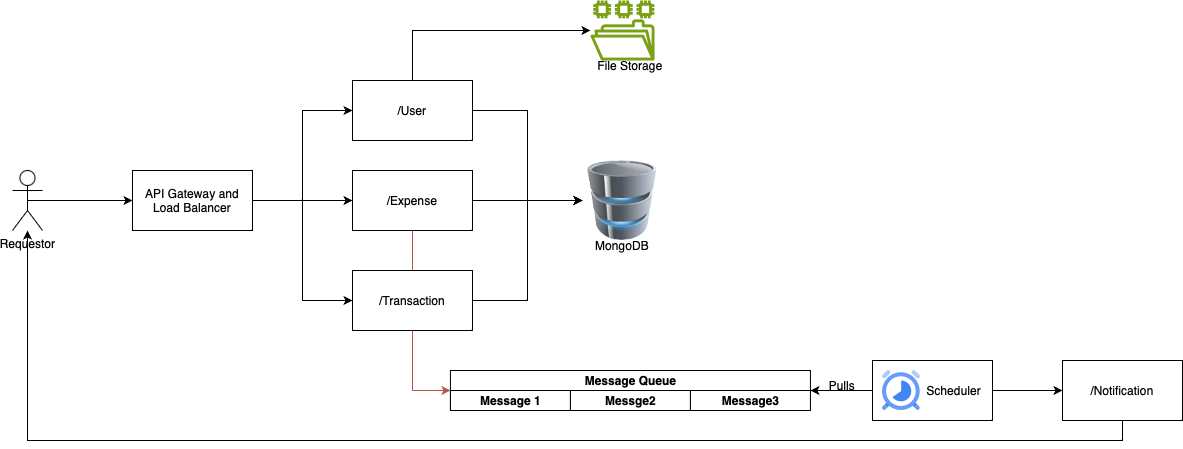 File Storage
/User
API Gateway and
Load Balancer
/Expense
Requestor
MongoDB
/Transaction
Message Queue
Message 1
Messge2
Message3
Pulls
Scheduler
/Notification